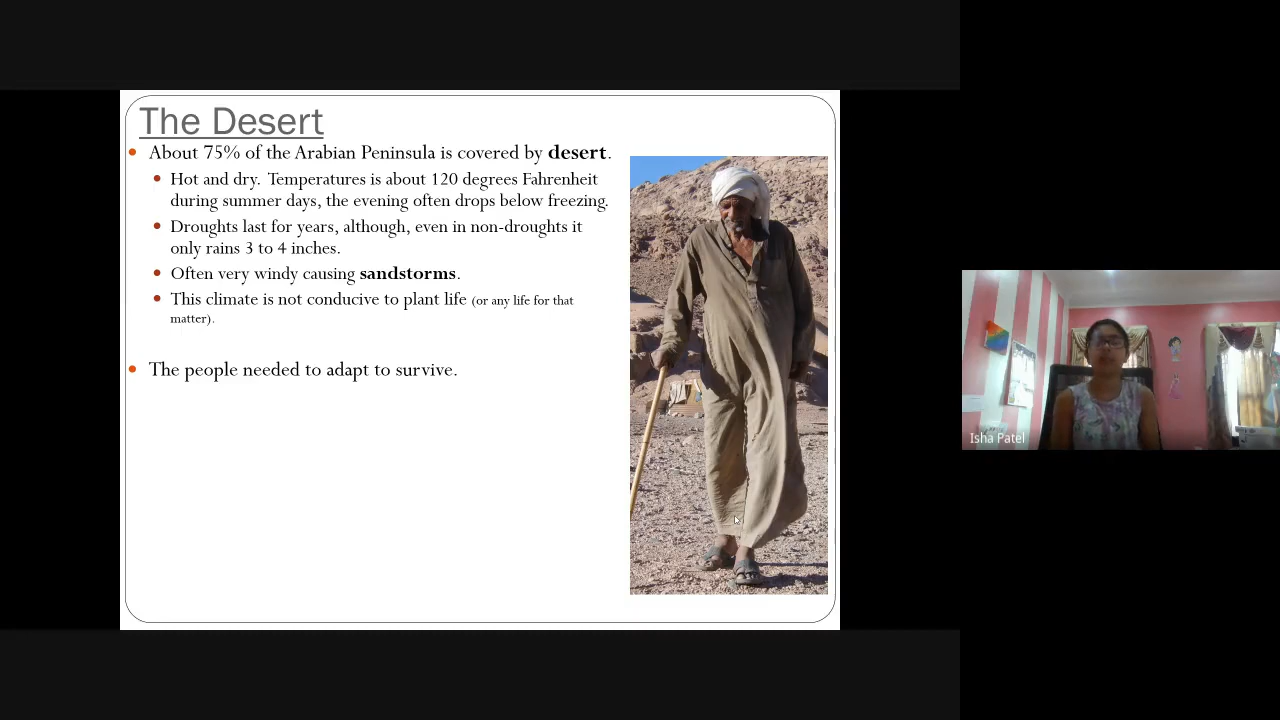 The Desert
About 75% of the Arabian Peninsula is covered by desert.
Hot and dry. Temperatures is about 120 degrees Fahrenheit
during summer days, the evening often drops below freezing.
Droughts last for years, although, even in non-droughts it
only rains 3 to 4 inches.
Often very windy causing sandstorms.
This climate is not conducive to plant life (or any life for that
matter).
The people needed to adapt to survive.
Isha Patel